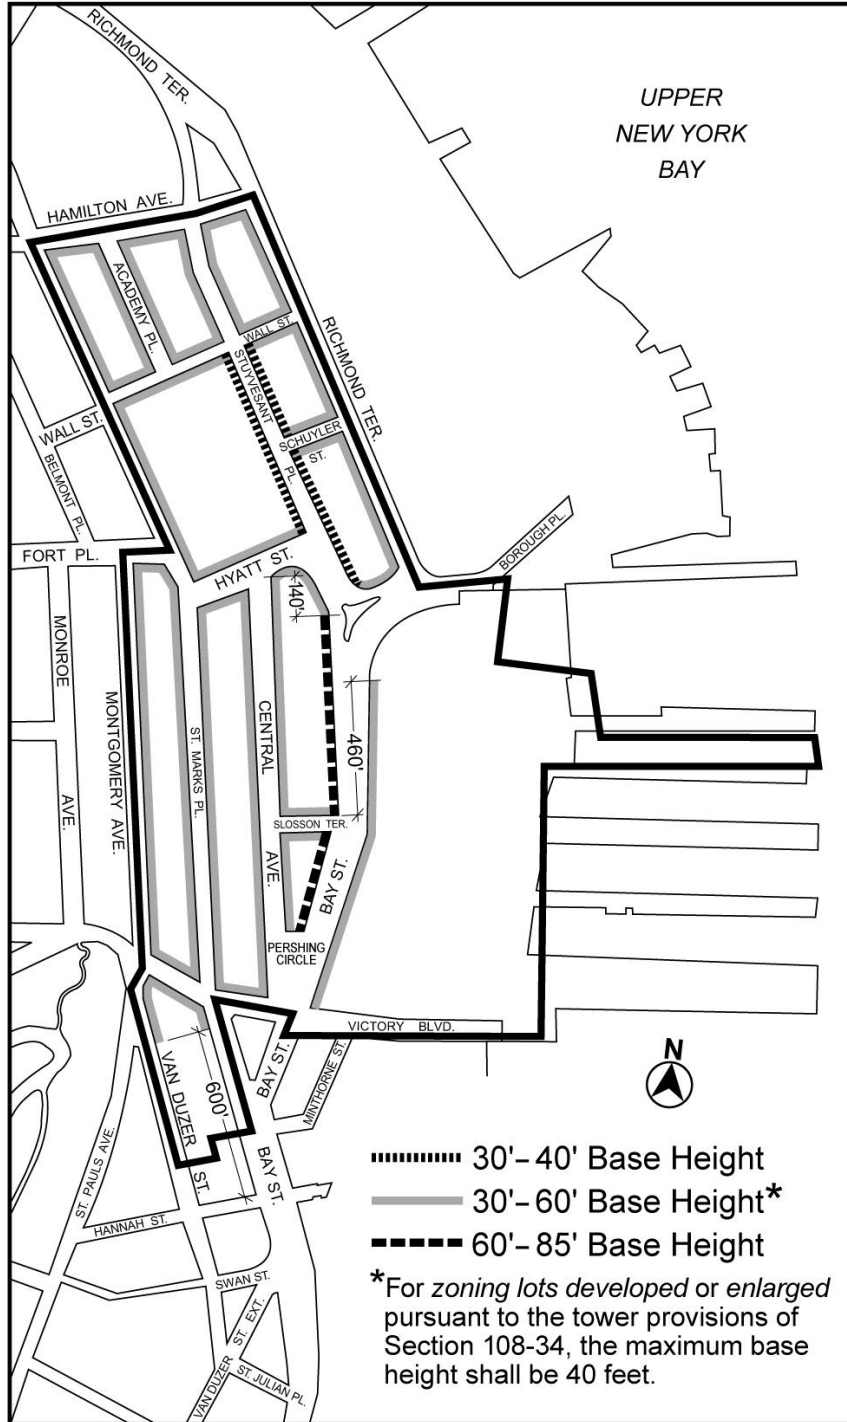 RICHMOND TER.
UPPER
NEW YORK
BAY
HAMILTON AVE.
ACADEMY PL.
WALL ST.
STUYVESANT
PL.
RICHMOND TER.
SCHUYLER
ST.
WALL ST.
BELMONT PL.
FORT PL.
HYATT ST.
BOROUGH PL.
140'
MONROE
AVE.
MONTGOMERY AVE.
ST. MARKS PL.
CENTRAL
AVE.
460'
SLOSSON TER.
BAY ST.
PERSHING
CIRCLE
VICTORY BLVD.
VAN DUZER
ST.
600'
BAY ST.
MINTHORNE ST.
BAY ST.
N
ST. PAULS AVE.
HANNAH ST.
SWAN ST.
VAN DUZER ST. EXT.
ST. JULIAN PL.
30'–40' Base Height
30'–60' Base Height*
60'–85' Base Height
*For zoning lots developed or enlarged
pursuant to the tower provisions of
Section 108-34, the maximum base
height shall be 40 feet.